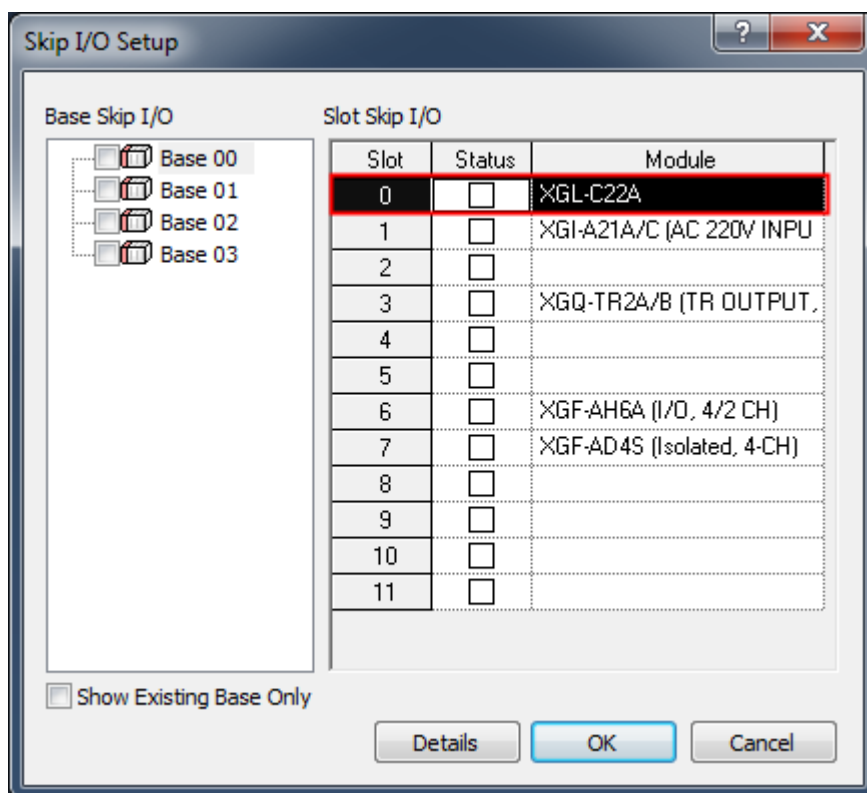 Skip I/O Setup
Base Skip I/O
Base 00
Base 01
Base 02
Base 03
Show Existing Base Only
Slot Skip I/O
Slot Status Module
0 XGL-C22A
1 XGI-A21A/C (AC 220V INPU
2
3 XGQ-TR2A/B (TR OUTPUT,
4
5
6 XGF-AH6A (I/O, 4/2 CH)
7 XGF-AD4S (Isolated, 4-CH)
8
9
10
11
Details OK Cancel